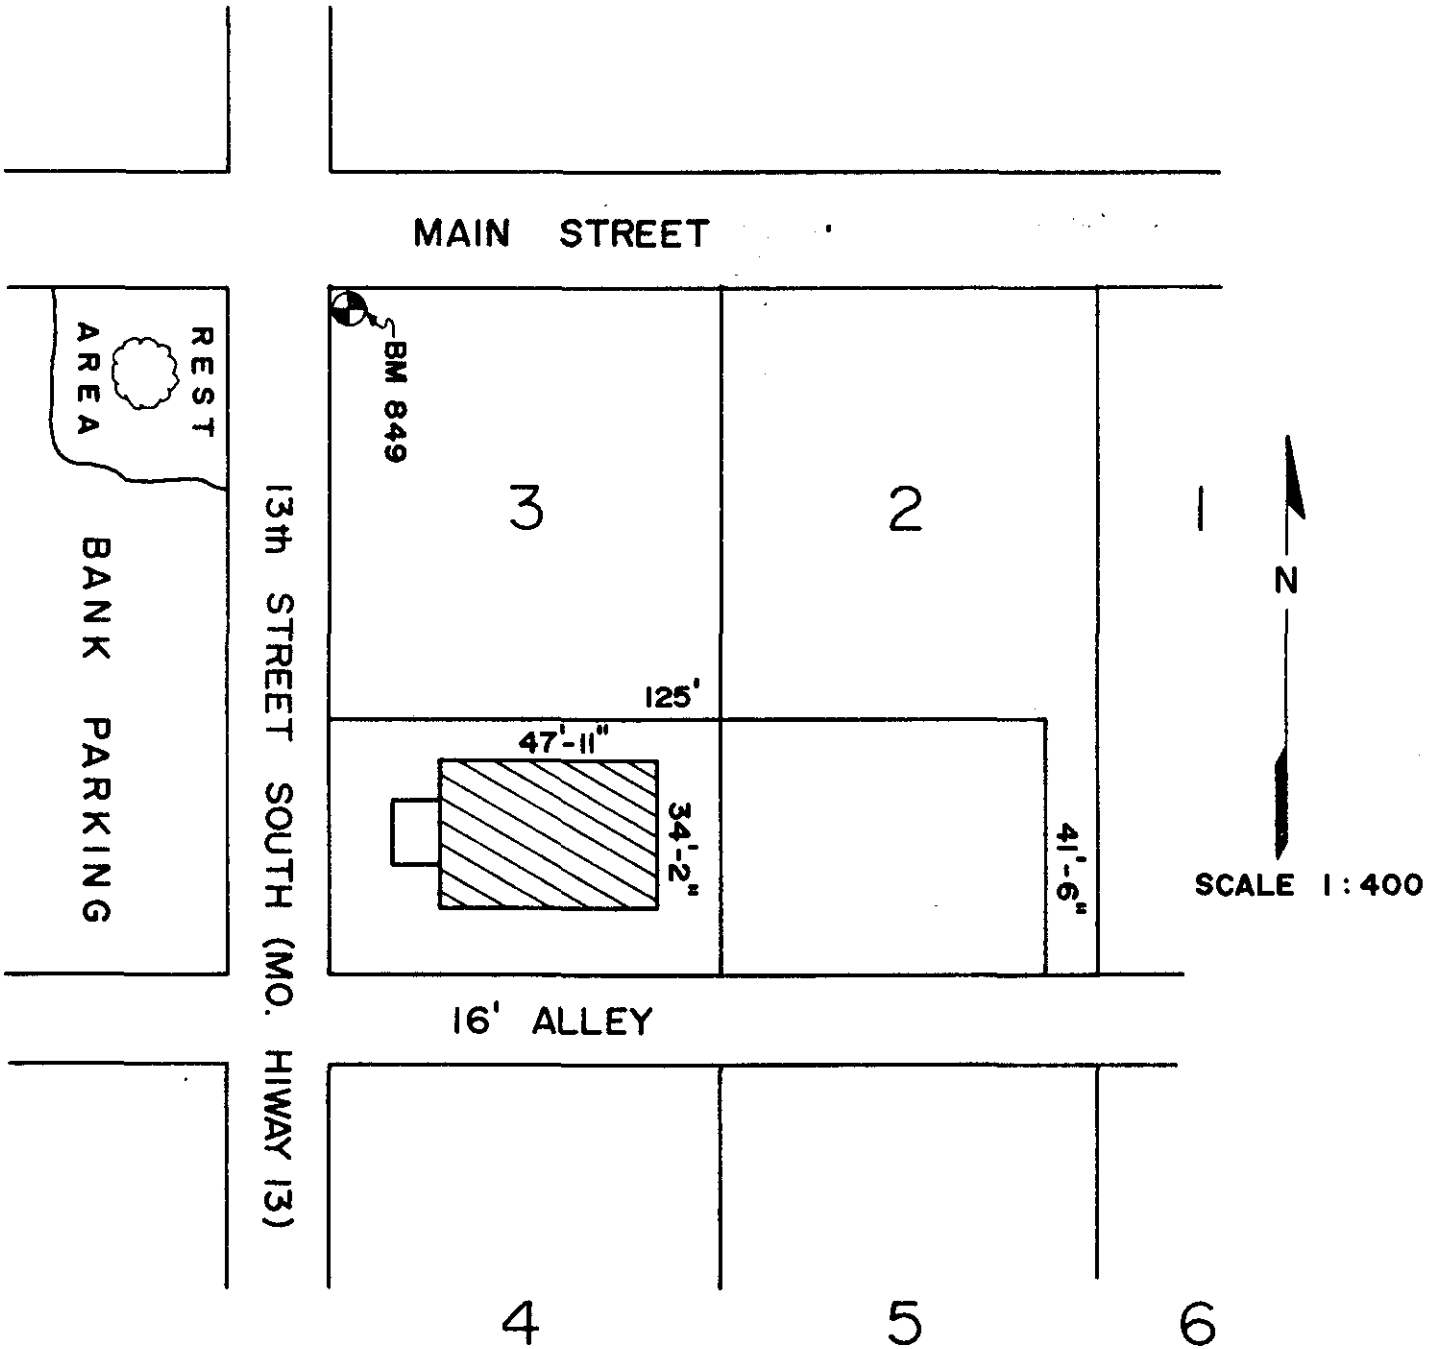 MAIN STREET
REST
AREA
BM 849
3
2
1
13th STREET SOUTH (MO. HIWAY 13)
BANK PARKING
N
125'
47'-11"
34'-2"
41'-6"
SCALE 1:400
16' ALLEY
4
5
6